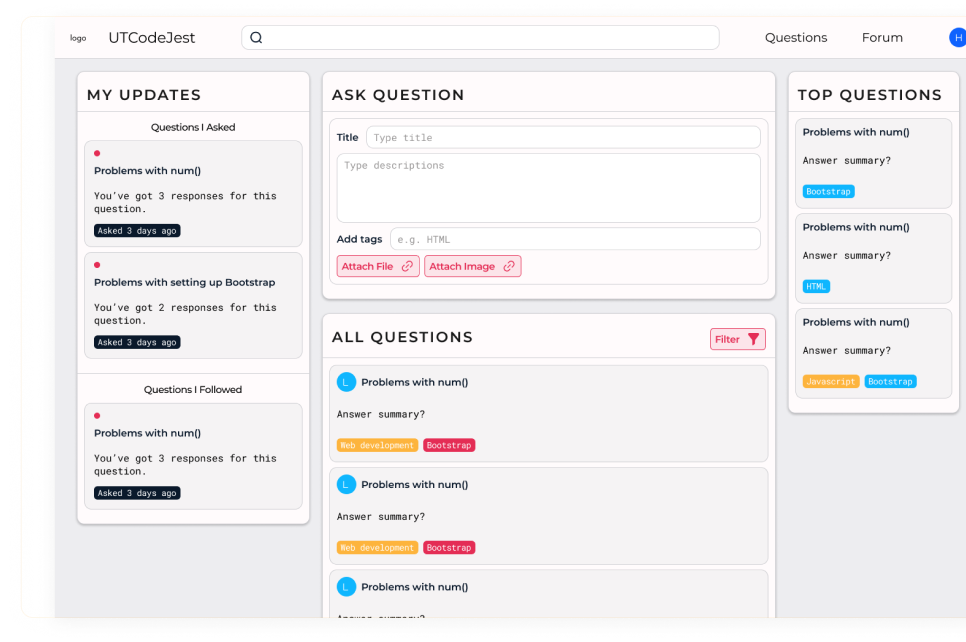 logo
UTCodeJest
Questions
Forum
H
MY UPDATES
Questions I Asked
Problems with num()
You've got 3 responses for this
question.
Asked 3 days ago
Problems with setting up Bootstrap
You've got 2 responses for this
question.
Asked 3 days ago
Questions I Followed
Problems with num()
You've got 3 responses for this
question.
Asked 3 days ago
ASK QUESTION
Title
Type title
Type descriptions
Add tags
e.g. HTML
Attach File
Attach Image
ALL QUESTIONS
Filter
L Problems with num()
Answer summary?
Web development Bootstrap
L Problems with num()
Answer summary?
Web development Bootstrap
L Problems with num()
Answer summary?
TOP QUESTIONS
Problems with num()
Answer summary?
Bootstrap
Problems with num()
Answer summary?
HTML
Problems with num()
Answer summary?
Javascript Bootstrap